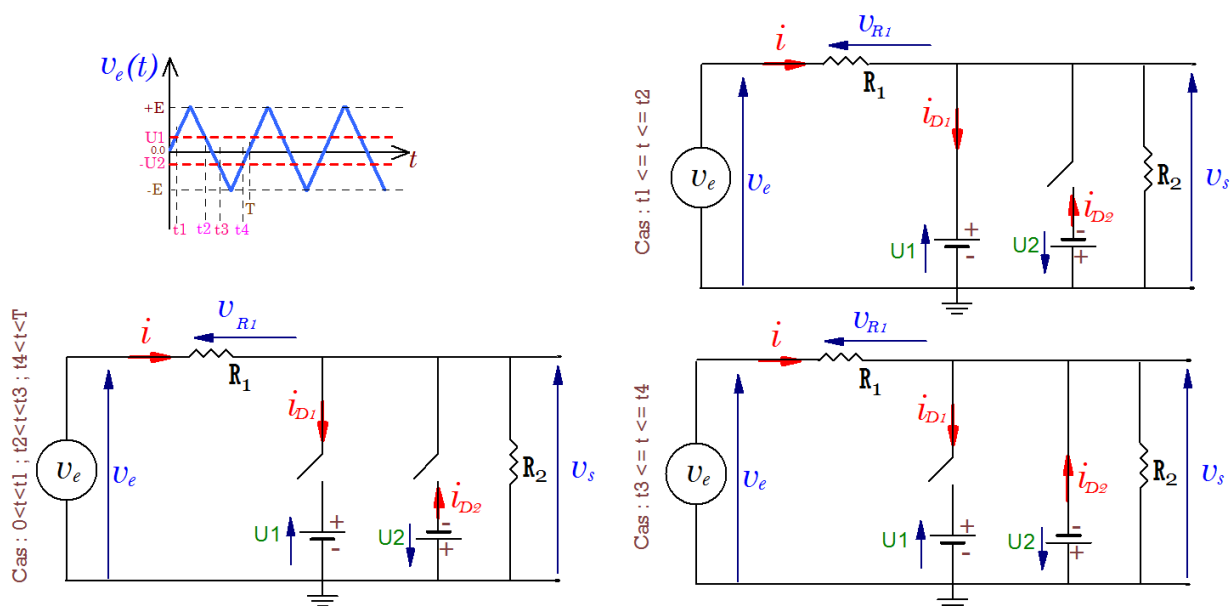 v_e(t)
+E
U1
0.0
-U2
-E
t
T
t1 t2 t3 t4
Cas : t1 <= t <= t2
i
v_R1
R1
i_D1
v_e
v_e
+
-
U1
i_D2
-
+
U2
R2
v_s
Cas : 0<t<t1 ; t2<t<t3 ; t4<t<T
i
v_R1
R1
i_D1
v_e
v_e
+
-
U1
i_D2
-
+
U2
R2
v_s
Cas : t3 <= t <= t4
i
v_R1
R1
i_D1
v_e
v_e
+
-
U1
i_D2
-
+
U2
R2
v_s